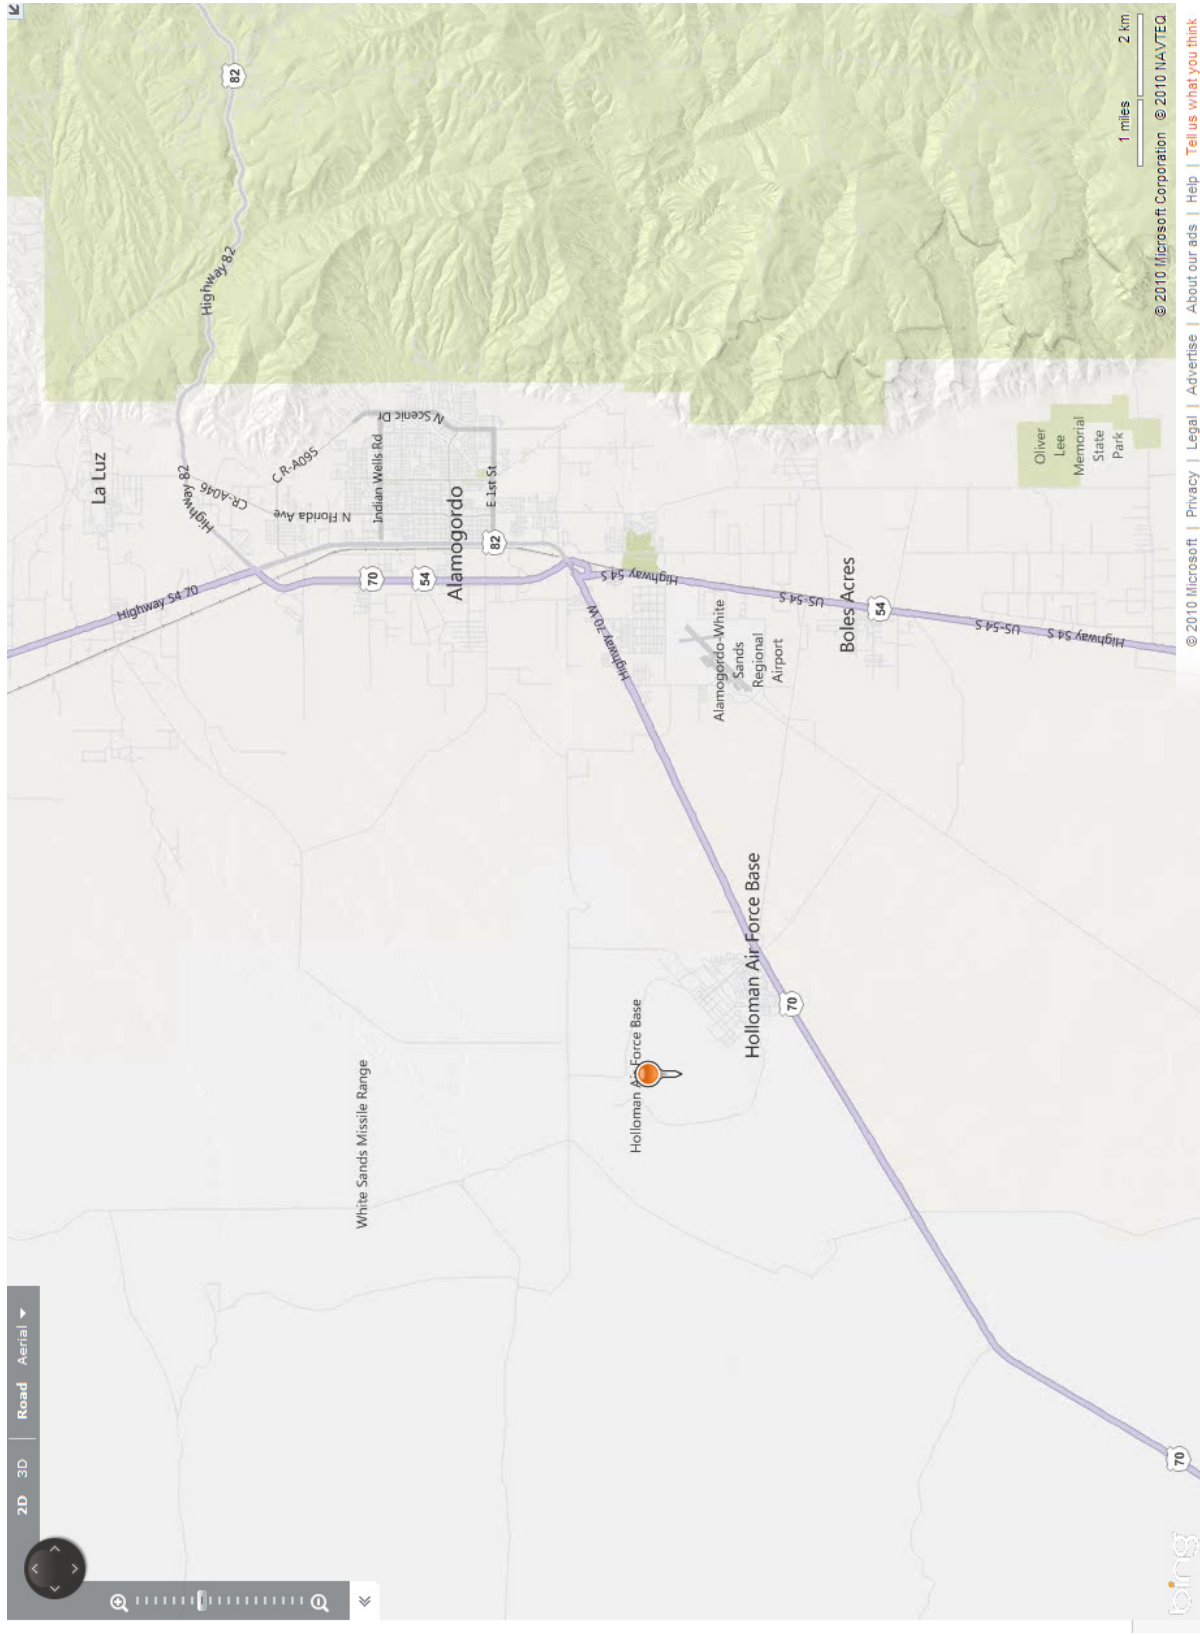 2D 3D Road Aerial
La Luz
Highway 82
82
Highway 82
CR-A046
CR-A095
N Florida Ave
Indian Wells Rd
N Scenic Dr
E 1st St
Highway 54 70
70
54
82
Alamogordo
White Sands Missile Range
Highway 70 W
Highway 54 S
US-54 S
Alamogordo-White
Sands
Regional
Airport
Boles Acres
54
US-54 S
Highway 54 S
Oliver
Lee
Memorial
State
Park
Holloman Air Force Base
Holloman Air Force Base
70
70
bing
1 miles 2 km
© 2010 Microsoft Corporation © 2010 NAVTEQ
© 2010 Microsoft | Privacy | Legal | Advertise | About our ads | Help | Tell us what you think